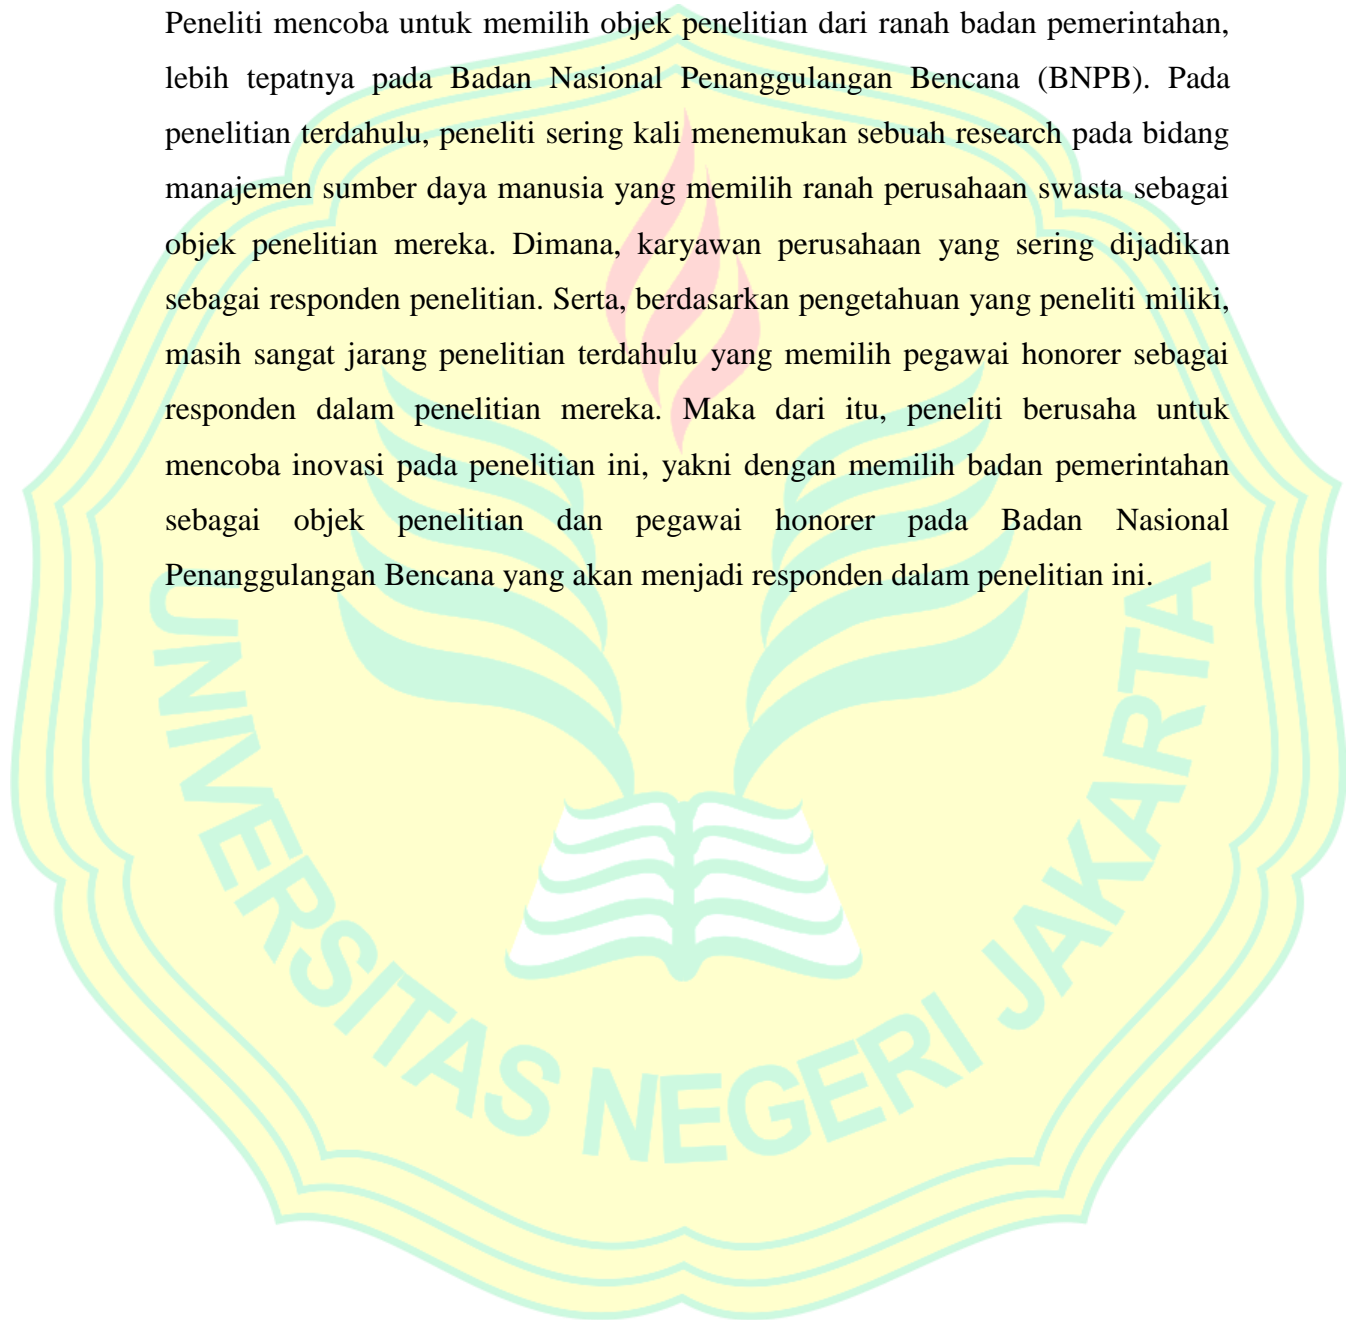 Peneliti mencoba untuk memilih objek penelitian dari ranah badan pemerintahan,
lebih tepatnya pada Badan Nasional Penanggulangan Bencana (BNPB). Pada
penelitian terdahulu, peneliti sering kali menemukan sebuah research pada bidang
manajemen sumber daya manusia yang memilih ranah perusahaan swasta sebagai
objek penelitian mereka. Dimana, karyawan perusahaan yang sering dijadikan
sebagai responden penelitian. Serta, berdasarkan pengetahuan yang peneliti miliki,
masih sangat jarang penelitian terdahulu yang memilih pegawai honorer sebagai
responden dalam penelitian mereka. Maka dari itu, peneliti berusaha untuk
mencoba inovasi pada penelitian ini, yakni dengan memilih badan pemerintahan
sebagai objek penelitian dan pegawai honorer pada Badan Nasional
Penanggulangan Bencana yang akan menjadi responden dalam penelitian ini.
UNIVERSITAS NEGERI JAKARTA